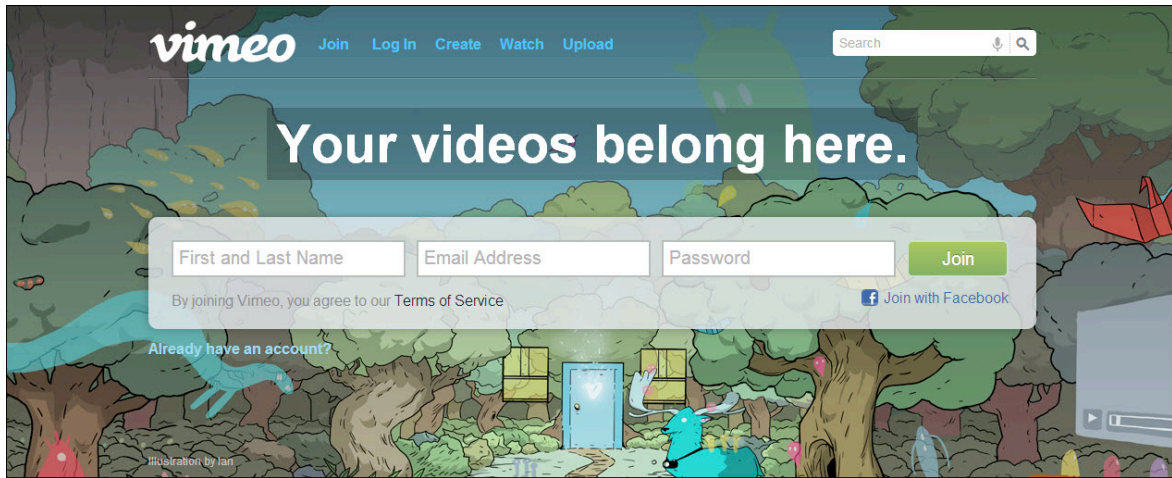 vimeo
Join Log In Create Watch Upload
Search
Your videos belong here.
First and Last Name Email Address Password Join
By joining Vimeo, you agree to our Terms of Service
f Join with Facebook
Already have an account?
Illustration by Ian